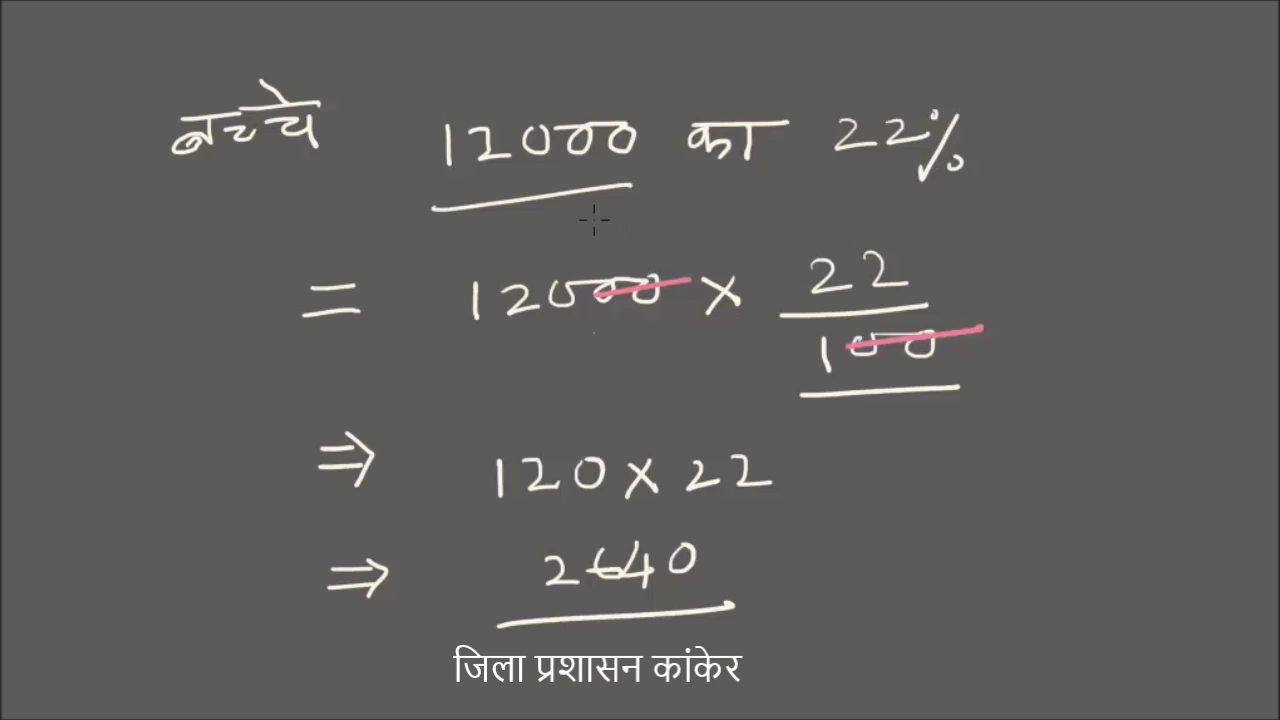 बच्चे 12000 का 22%
= 12000 × 22/100
⇒ 120 × 22
⇒ 2640
जिला प्रशासन कांकेर